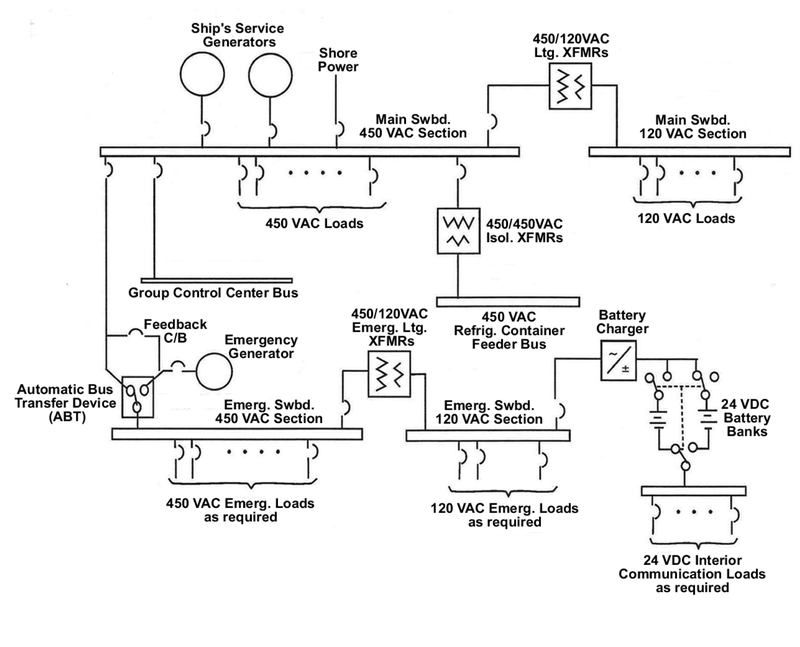 Ship's Service
Generators
Shore
Power
450/120VAC
Ltg. XFMRs
Main Swbd.
450 VAC Section
Main Swbd.
120 VAC Section
450 VAC Loads
450/450VAC
Isol. XFMRs
120 VAC Loads
Group Control Center Bus
450 VAC
Refrig. Container
Feeder Bus
Feedback
C/B
Emergency
Generator
450/120VAC
Emerg. Ltg.
XFMRs
Battery
Charger
~
±
Automatic Bus
Transfer Device
(ABT)
Emerg. Swbd.
450 VAC Section
Emerg. Swbd.
120 VAC Section
24 VDC
Battery
Banks
450 VAC Emerg. Loads
as required
120 VAC Emerg. Loads
as required
24 VDC Interior
Communication Loads
as required